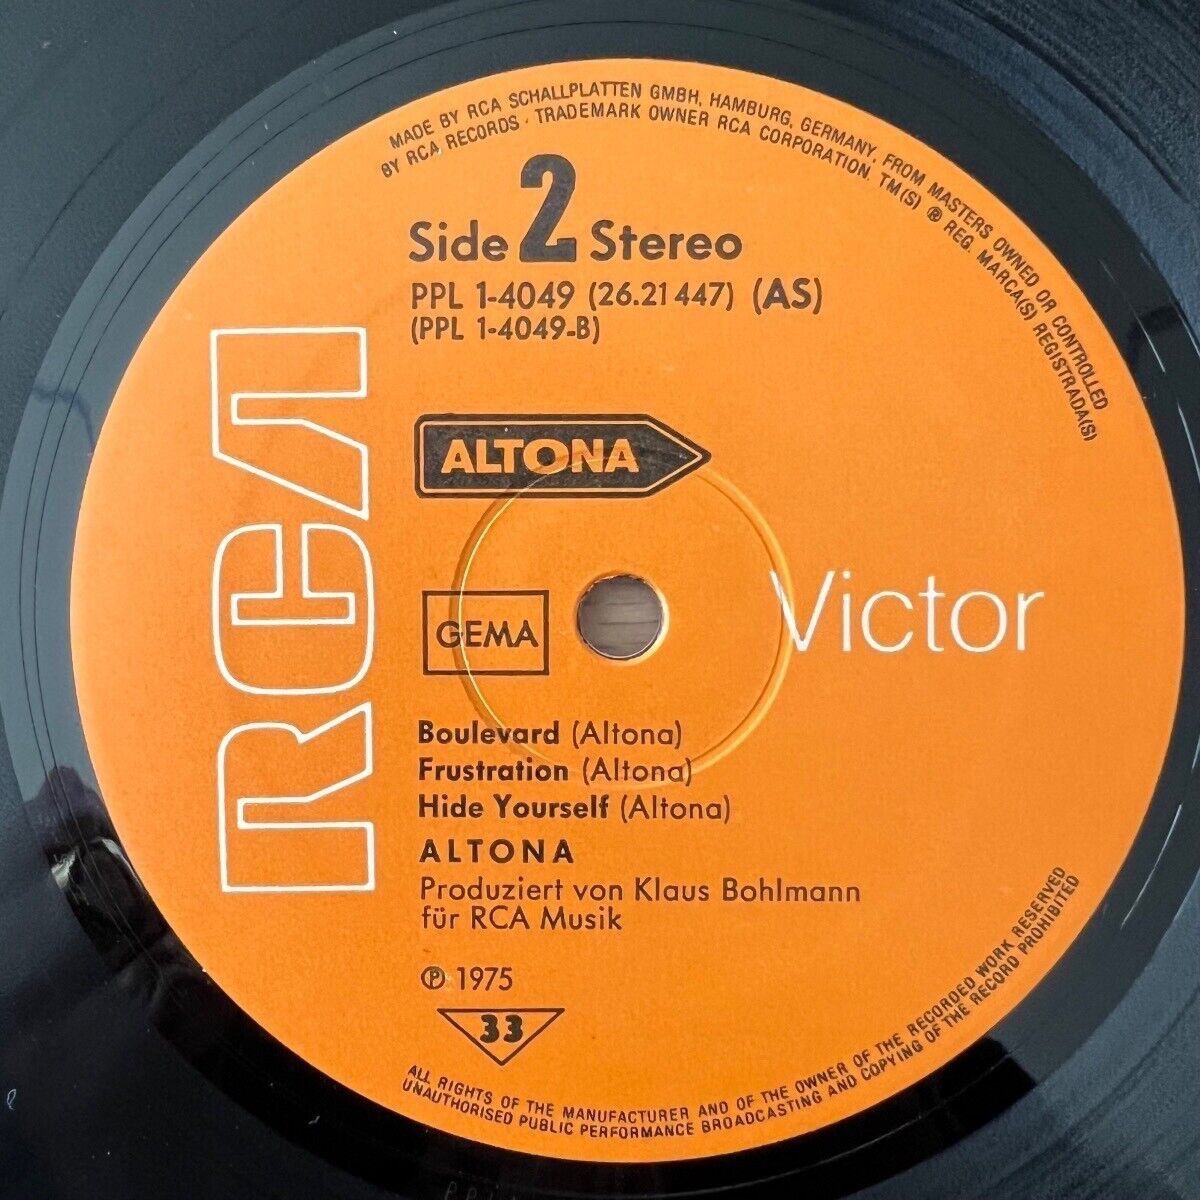 MADE BY RCA SCHALLPLATTEN GMBH, HAMBURG, GERMANY, FROM MASTERS OWNED OR CONTROLLED
BY RCA RECORDS · TRADEMARK OWNER RCA CORPORATION. TM(S) ® REG. MARCA(S) REGISTRADA(S)
Side 2 Stereo
PPL 1-4049 (26.21447) (AS)
(PPL 1-4049-B)
RCA
ALTONA
Victor
GEMA
Boulevard (Altona)
Frustration (Altona)
Hide Yourself (Altona)
ALTONA
Produziert von Klaus Bohlmann
für RCA Musik
℗ 1975
33
ALL RIGHTS OF THE MANUFACTURER AND OF THE OWNER OF THE RECORDED WORK RESERVED
UNAUTHORISED PUBLIC PERFORMANCE BROADCASTING AND COPYING OF THE RECORD PROHIBITED